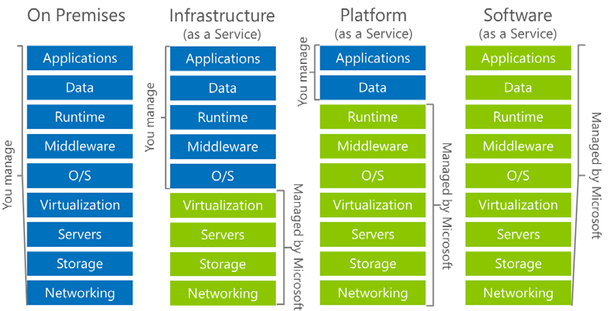 On Premises
You manage
Applications
Data
Runtime
Middleware
O/S
Virtualization
Servers
Storage
Networking
Infrastructure
(as a Service)
You manage
Applications
Data
Runtime
Middleware
O/S
Virtualization
Servers
Storage
Networking
Managed by Microsoft
Platform
(as a Service)
You manage
Applications
Data
Runtime
Middleware
O/S
Virtualization
Servers
Storage
Networking
Managed by Microsoft
Software
(as a Service)
Applications
Data
Runtime
Middleware
O/S
Virtualization
Servers
Storage
Networking
Managed by Microsoft